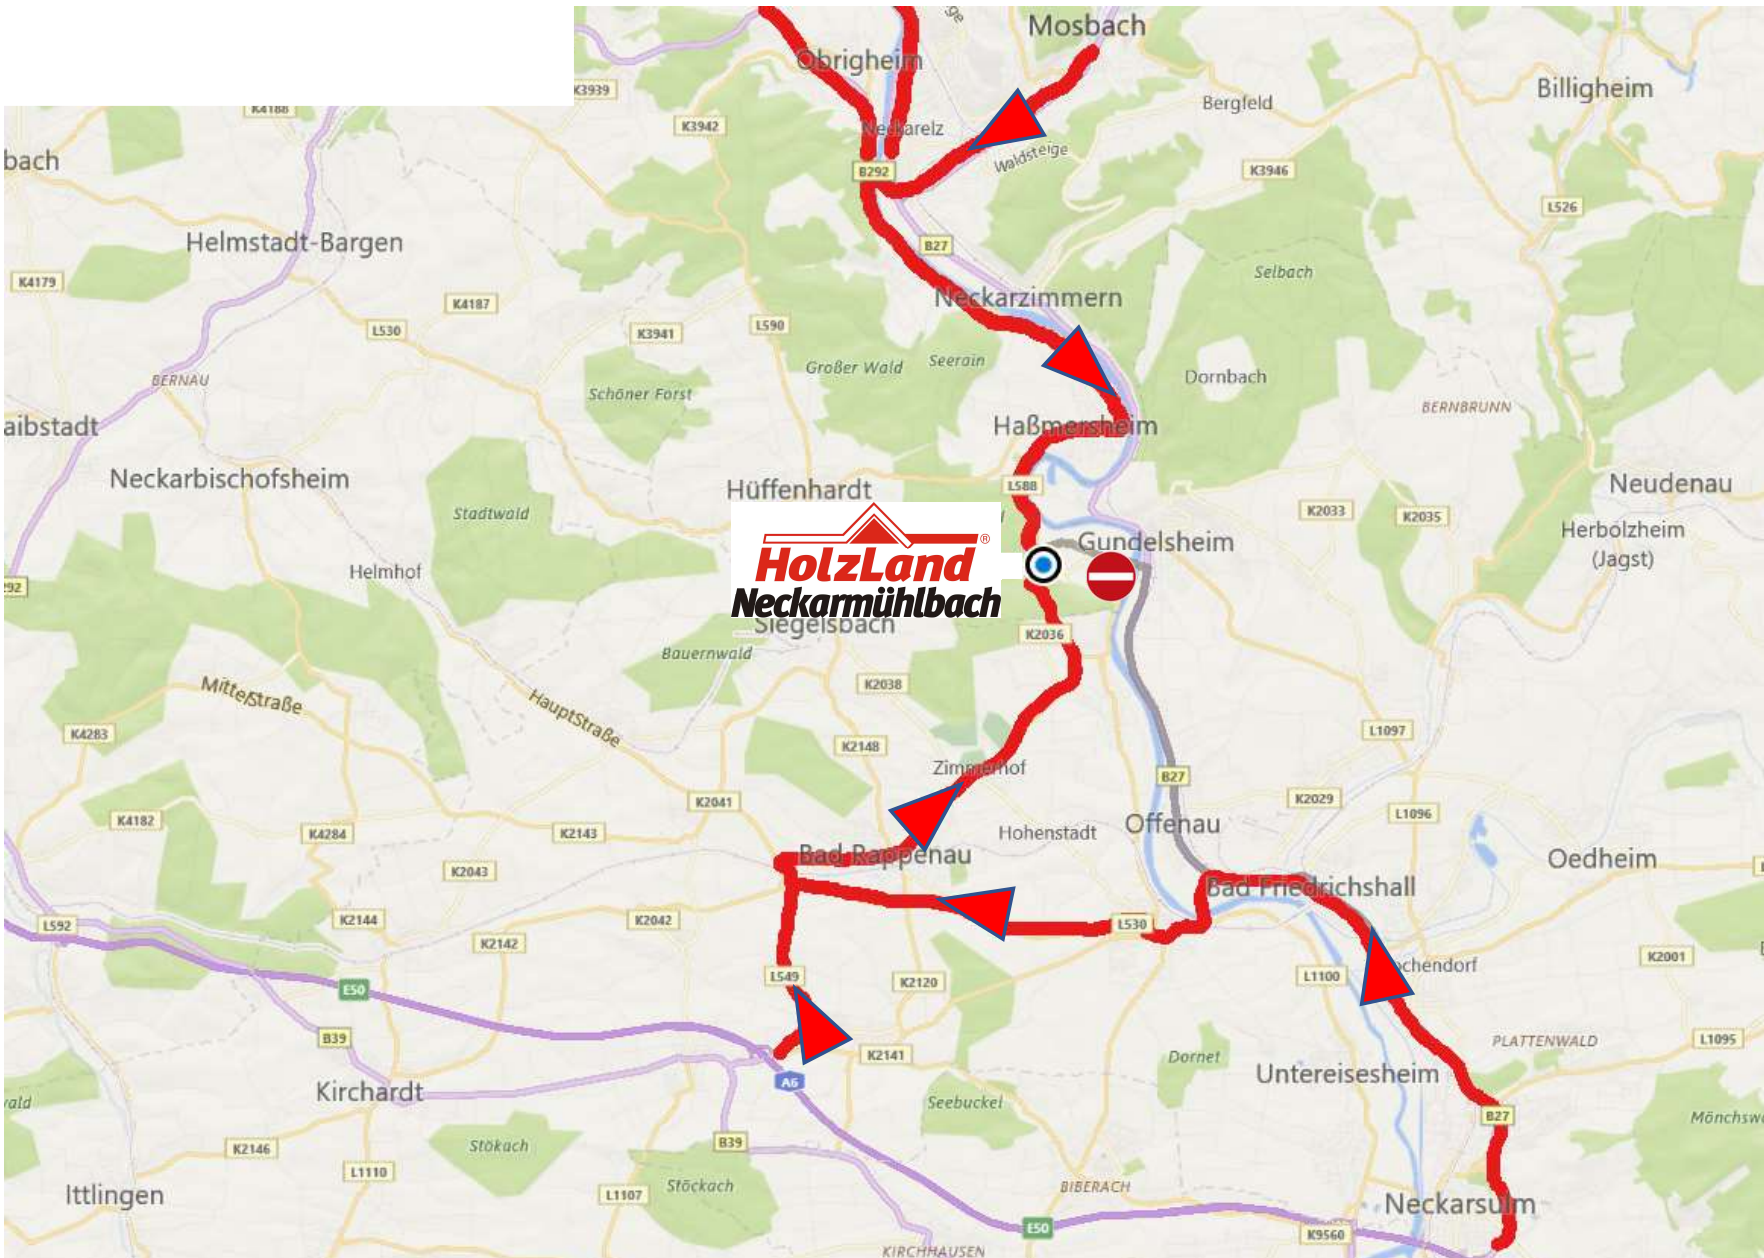 Mosbach
Obrigheim
K3939
Billigheim
K4188
Bergfeld
K3942
Neckarelz
Waldsteige
bach
B292
K3946
L526
Helmstadt-Bargen
B27
Selbach
K4179
Neckarzimmern
K4187
L530
L590
K3941
Seerain
Großer Wald
Dornbach
BERNAU
Schöner Forst
BERNBRUNN
aibstadt
Haßmersheim
Neckarbischofsheim
Hüffenhardt
L588
Neudenau
Stadtwald
K2033
K2035
Herbolzheim
(Jagst)
Gundelsheim
HolzLand ®
Neckarmühlbach
Helmhof
292
Siegelsbach
K2036
Bauernwald
K2038
Mittelstraße
HauptStraße
K4283
K2148
L1097
Zimmerhof
B27
K2041
K2029
L1096
K4182
K4284
K2143
Hohenstadt
Offenau
Bad Rappenau
Oedheim
K2043
Bad Friedrichshall
L592
K2144
K2042
L530
K2142
K2001
L549
K2120
L1100
ochendorf
E50
B39
K2141
PLATTENWALD
L1095
Dornet
A6
Untereisesheim
Kirchardt
Seebuckel
vald
B27
Mönchswa
B39
K2146
Stökach
L1110
Ittlingen
L1107
Stöckach
BIBERACH
Neckarsulm
E50
K9560
KIRCHHAUSEN